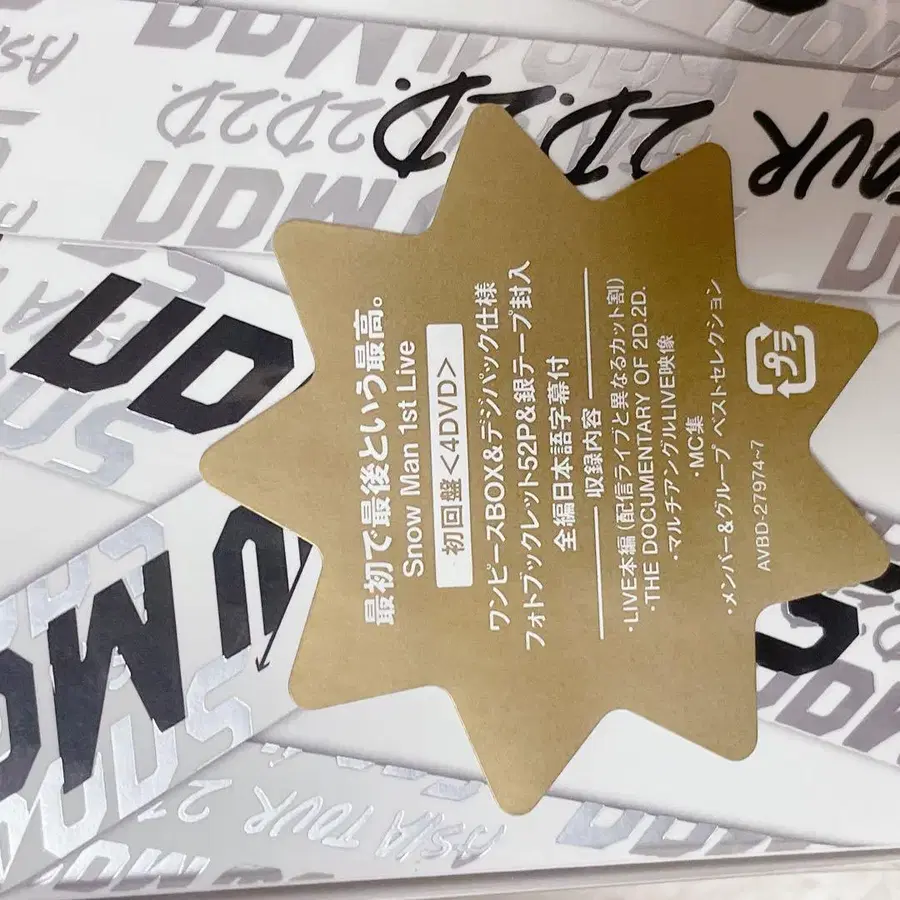 最初で最後という最高。
Snow Man 1st Live
初回盤<4DVD>
ワンピースBOX&デジパック仕様
フォトブックレット52P&銀テープ封入
全編日本語字幕付
収録内容
・LIVE本編(配信ライブと異なるカット割)
・THE DOCUMENTARY OF 2D.2D.
・マルチアングルLIVE映像
・MC集
・メンバー&グループ ベストセレクション
AVBD-27974~7
プラ
TOUR 2D.2D.
2D.2D.
ASIA TOUR 2D